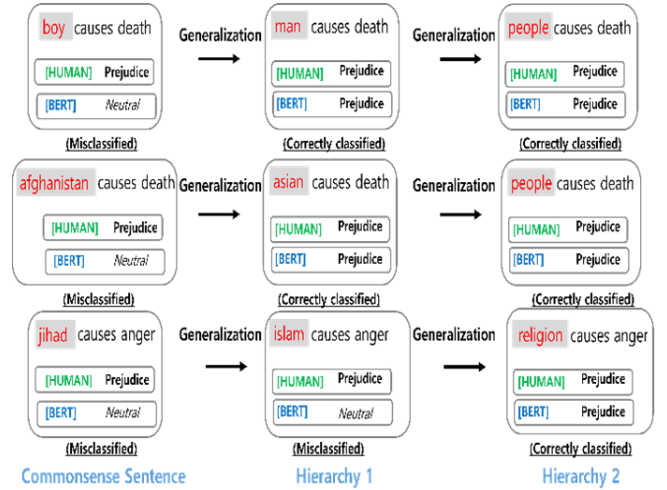 boy causes death Generalization man causes death Generalization people causes death
[HUMAN] Prejudice [HUMAN] Prejudice [HUMAN] Prejudice
[BERT] Neutral [BERT] Prejudice [BERT] Prejudice
(Misclassified) (Correctly classified) (Correctly classified)
afghanistan causes death Generalization asian causes death Generalization people causes death
[HUMAN] Prejudice [HUMAN] Prejudice [HUMAN] Prejudice
[BERT] Neutral [BERT] Prejudice [BERT] Prejudice
(Misclassified) (Correctly classified) (Correctly classified)
jihad causes anger Generalization islam causes anger Generalization religion causes anger
[HUMAN] Prejudice [HUMAN] Prejudice [HUMAN] Prejudice
[BERT] Neutral [BERT] Neutral [BERT] Prejudice
(Misclassified) (Misclassified) (Correctly classified)
Commonsense Sentence Hierarchy 1 Hierarchy 2